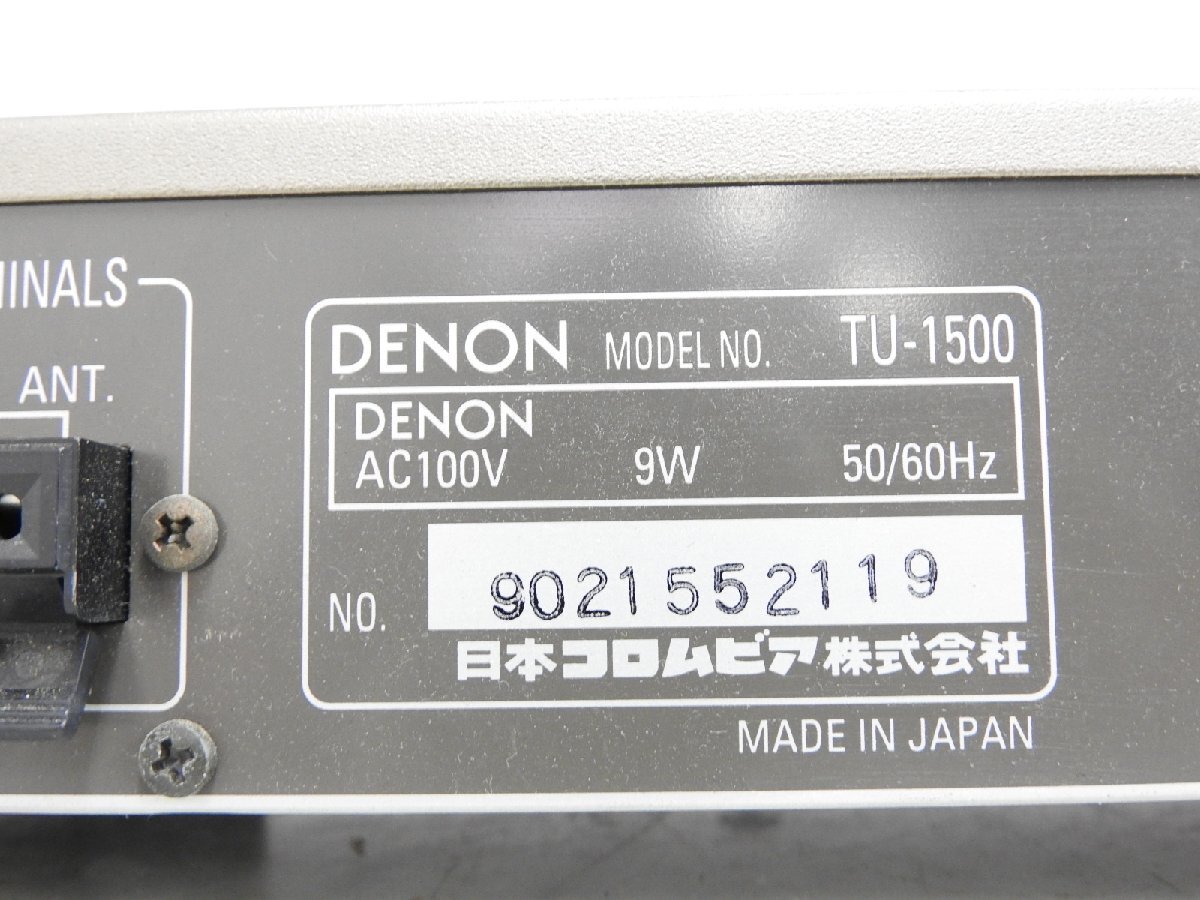 MINALS
ANT.
DENON MODEL NO. TU-1500
DENON
AC100V 9W 50/60Hz
NO. 9021552119
日本コロムビア株式会社
MADE IN JAPAN